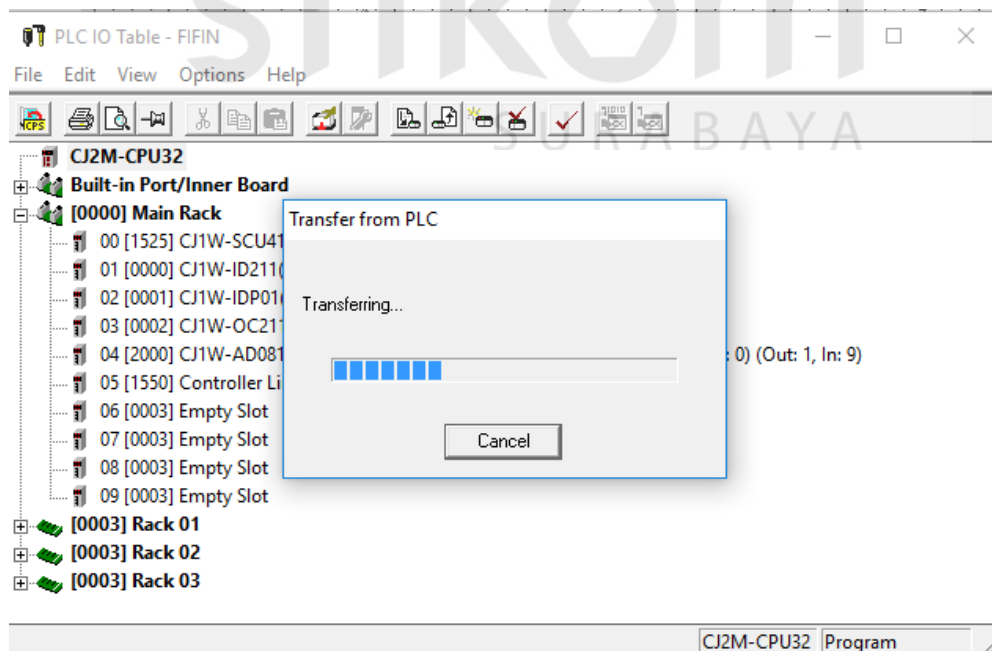 PLC IO Table - FIFIN
File Edit View Options Help
CPS
SURABAYA
CJ2M-CPU32
Built-in Port/Inner Board
[0000] Main Rack
00 [1525] CJ1W-SCU41
01 [0000] CJ1W-ID211(
02 [0001] CJ1W-IDP01(
03 [0002] CJ1W-OC211
04 [2000] CJ1W-AD081 : 0) (Out: 1, In: 9)
05 [1550] Controller Li
06 [0003] Empty Slot
07 [0003] Empty Slot
08 [0003] Empty Slot
09 [0003] Empty Slot
[0003] Rack 01
[0003] Rack 02
[0003] Rack 03
Transfer from PLC
Transferring...
Cancel
CJ2M-CPU32 Program